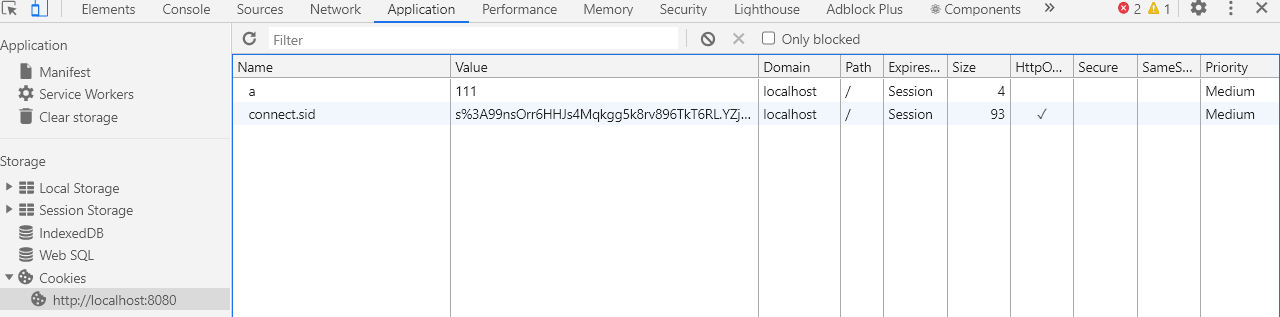 Elements Console Sources Network Application Performance Memory Security Lighthouse Adblock Plus Components » 2 1
Filter Only blocked
Application
Manifest
Service Workers
Clear storage
Storage
Local Storage
Session Storage
IndexedDB
Web SQL
Cookies
http://localhost:8080
Name Value Domain Path Expires... Size HttpO... Secure SameS... Priority
a 111 localhost / Session 4 Medium
connect.sid s%3A99nsOrr6HHJs4Mqkgg5k8rv896TkT6RL.YZj... localhost / Session 93 ✓ Medium